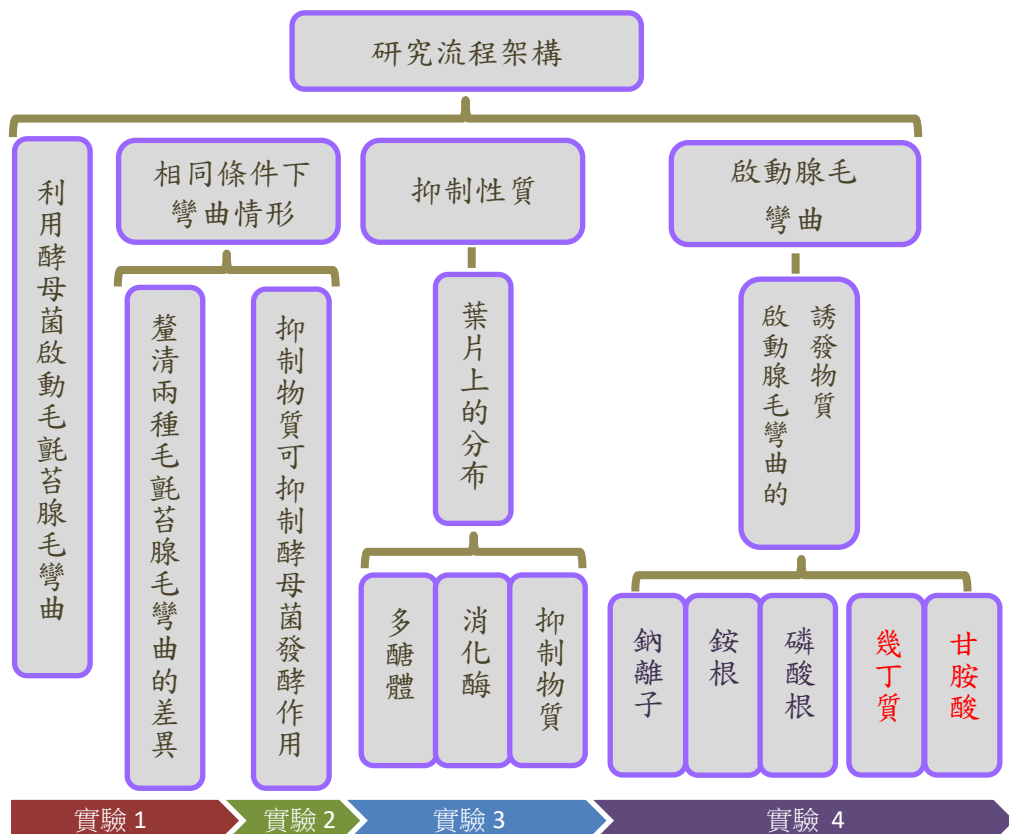 研究流程架構
利用酵母菌啟動毛氈苔腺毛彎曲
相同條件下
彎曲情形
釐清兩種毛氈苔腺毛彎曲的差異
抑制物質可抑制酵母菌發酵作用
抑制性質
葉片上的分布
多醣體
消化酶
抑制物質
啟動腺毛
彎曲
誘發物質
啟動腺毛彎曲的
鈉離子
銨根
磷酸根
幾丁質
甘胺酸
實驗 1
實驗 2
實驗 3
實驗 4